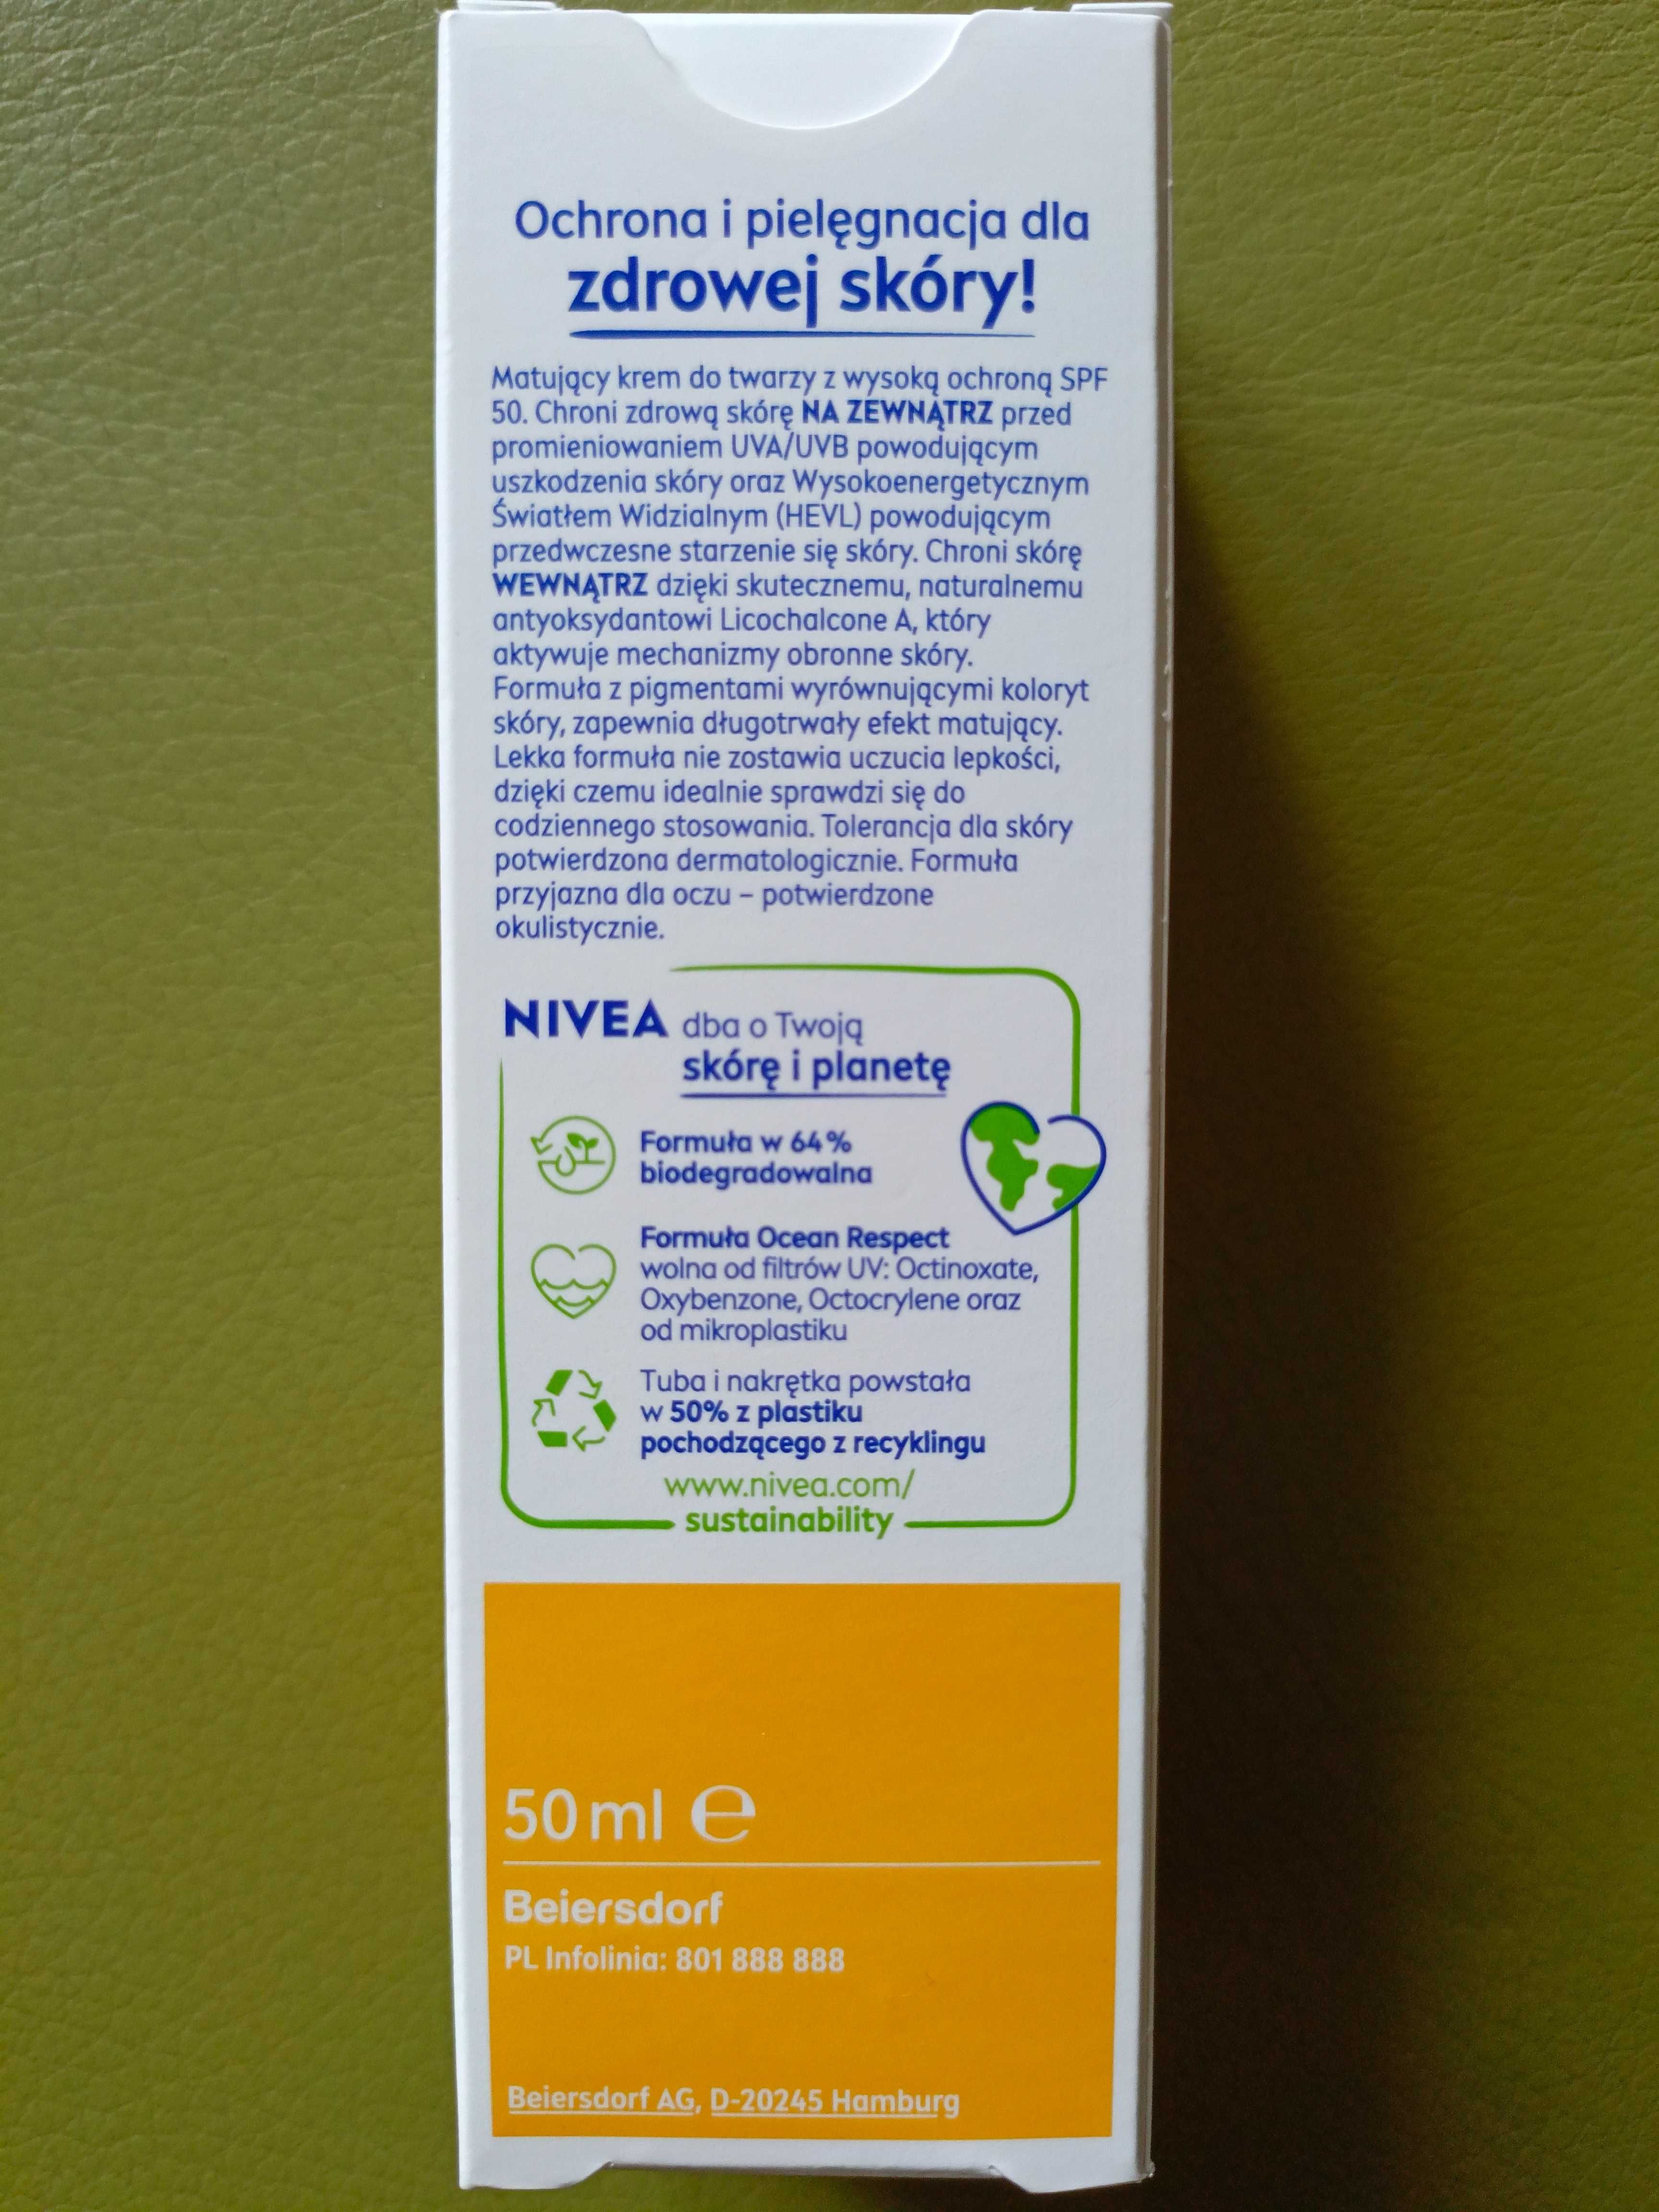 Ochrona i pielęgnacja dla
zdrowej skóry!
Matujący krem do twarzy z wysoką ochroną SPF
50. Chroni zdrową skórę NA ZEWNĄTRZ przed
promieniowaniem UVA/UVB powodującym
uszkodzenia skóry oraz Wysokoenergetycznym
Światłem Widzialnym (HEVL) powodującym
przedwczesne starzenie się skóry. Chroni skórę
WEWNĄTRZ dzięki skutecznemu, naturalnemu
antyoksydantowi Licochalcone A, który
aktywuje mechanizmy obronne skóry.
Formuła z pigmentami wyrównującymi koloryt
skóry, zapewnia długotrwały efekt matujący.
Lekka formuła nie zostawia uczucia lepkości,
dzięki czemu idealnie sprawdzi się do
codziennego stosowania. Tolerancja dla skóry
potwierdzona dermatologicznie. Formuła
przyjazna dla oczu – potwierdzone
okulistycznie.
NIVEA dba o Twoją
skórę i planetę
Formuła w 64%
biodegradowalna
Formuła Ocean Respect
wolna od filtrów UV: Octinoxate,
Oxybenzone, Octocrylene oraz
od mikroplastiku
Tuba i nakrętka powstała
w 50% z plastiku
pochodzącego z recyklingu
www.nivea.com/
sustainability
50 ml e
Beiersdorf
PL Infolinia: 801 888 888
Beiersdorf AG, D-20245 Hamburg